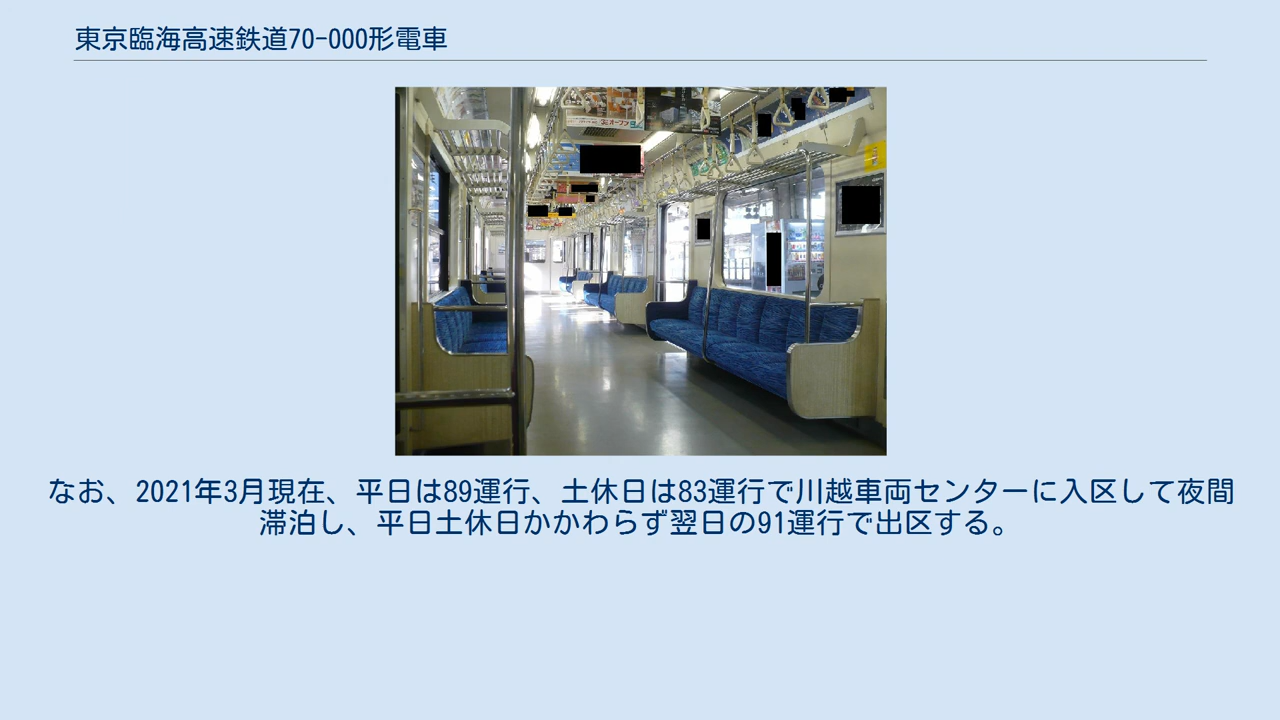 東京臨海高速鉄道70-000形電車
なお、2021年3月現在、平日は89運行、土休日は83運行で川越車両センターに入区して夜間
滞泊し、平日土休日かかわらず翌日の91運行で出区する。